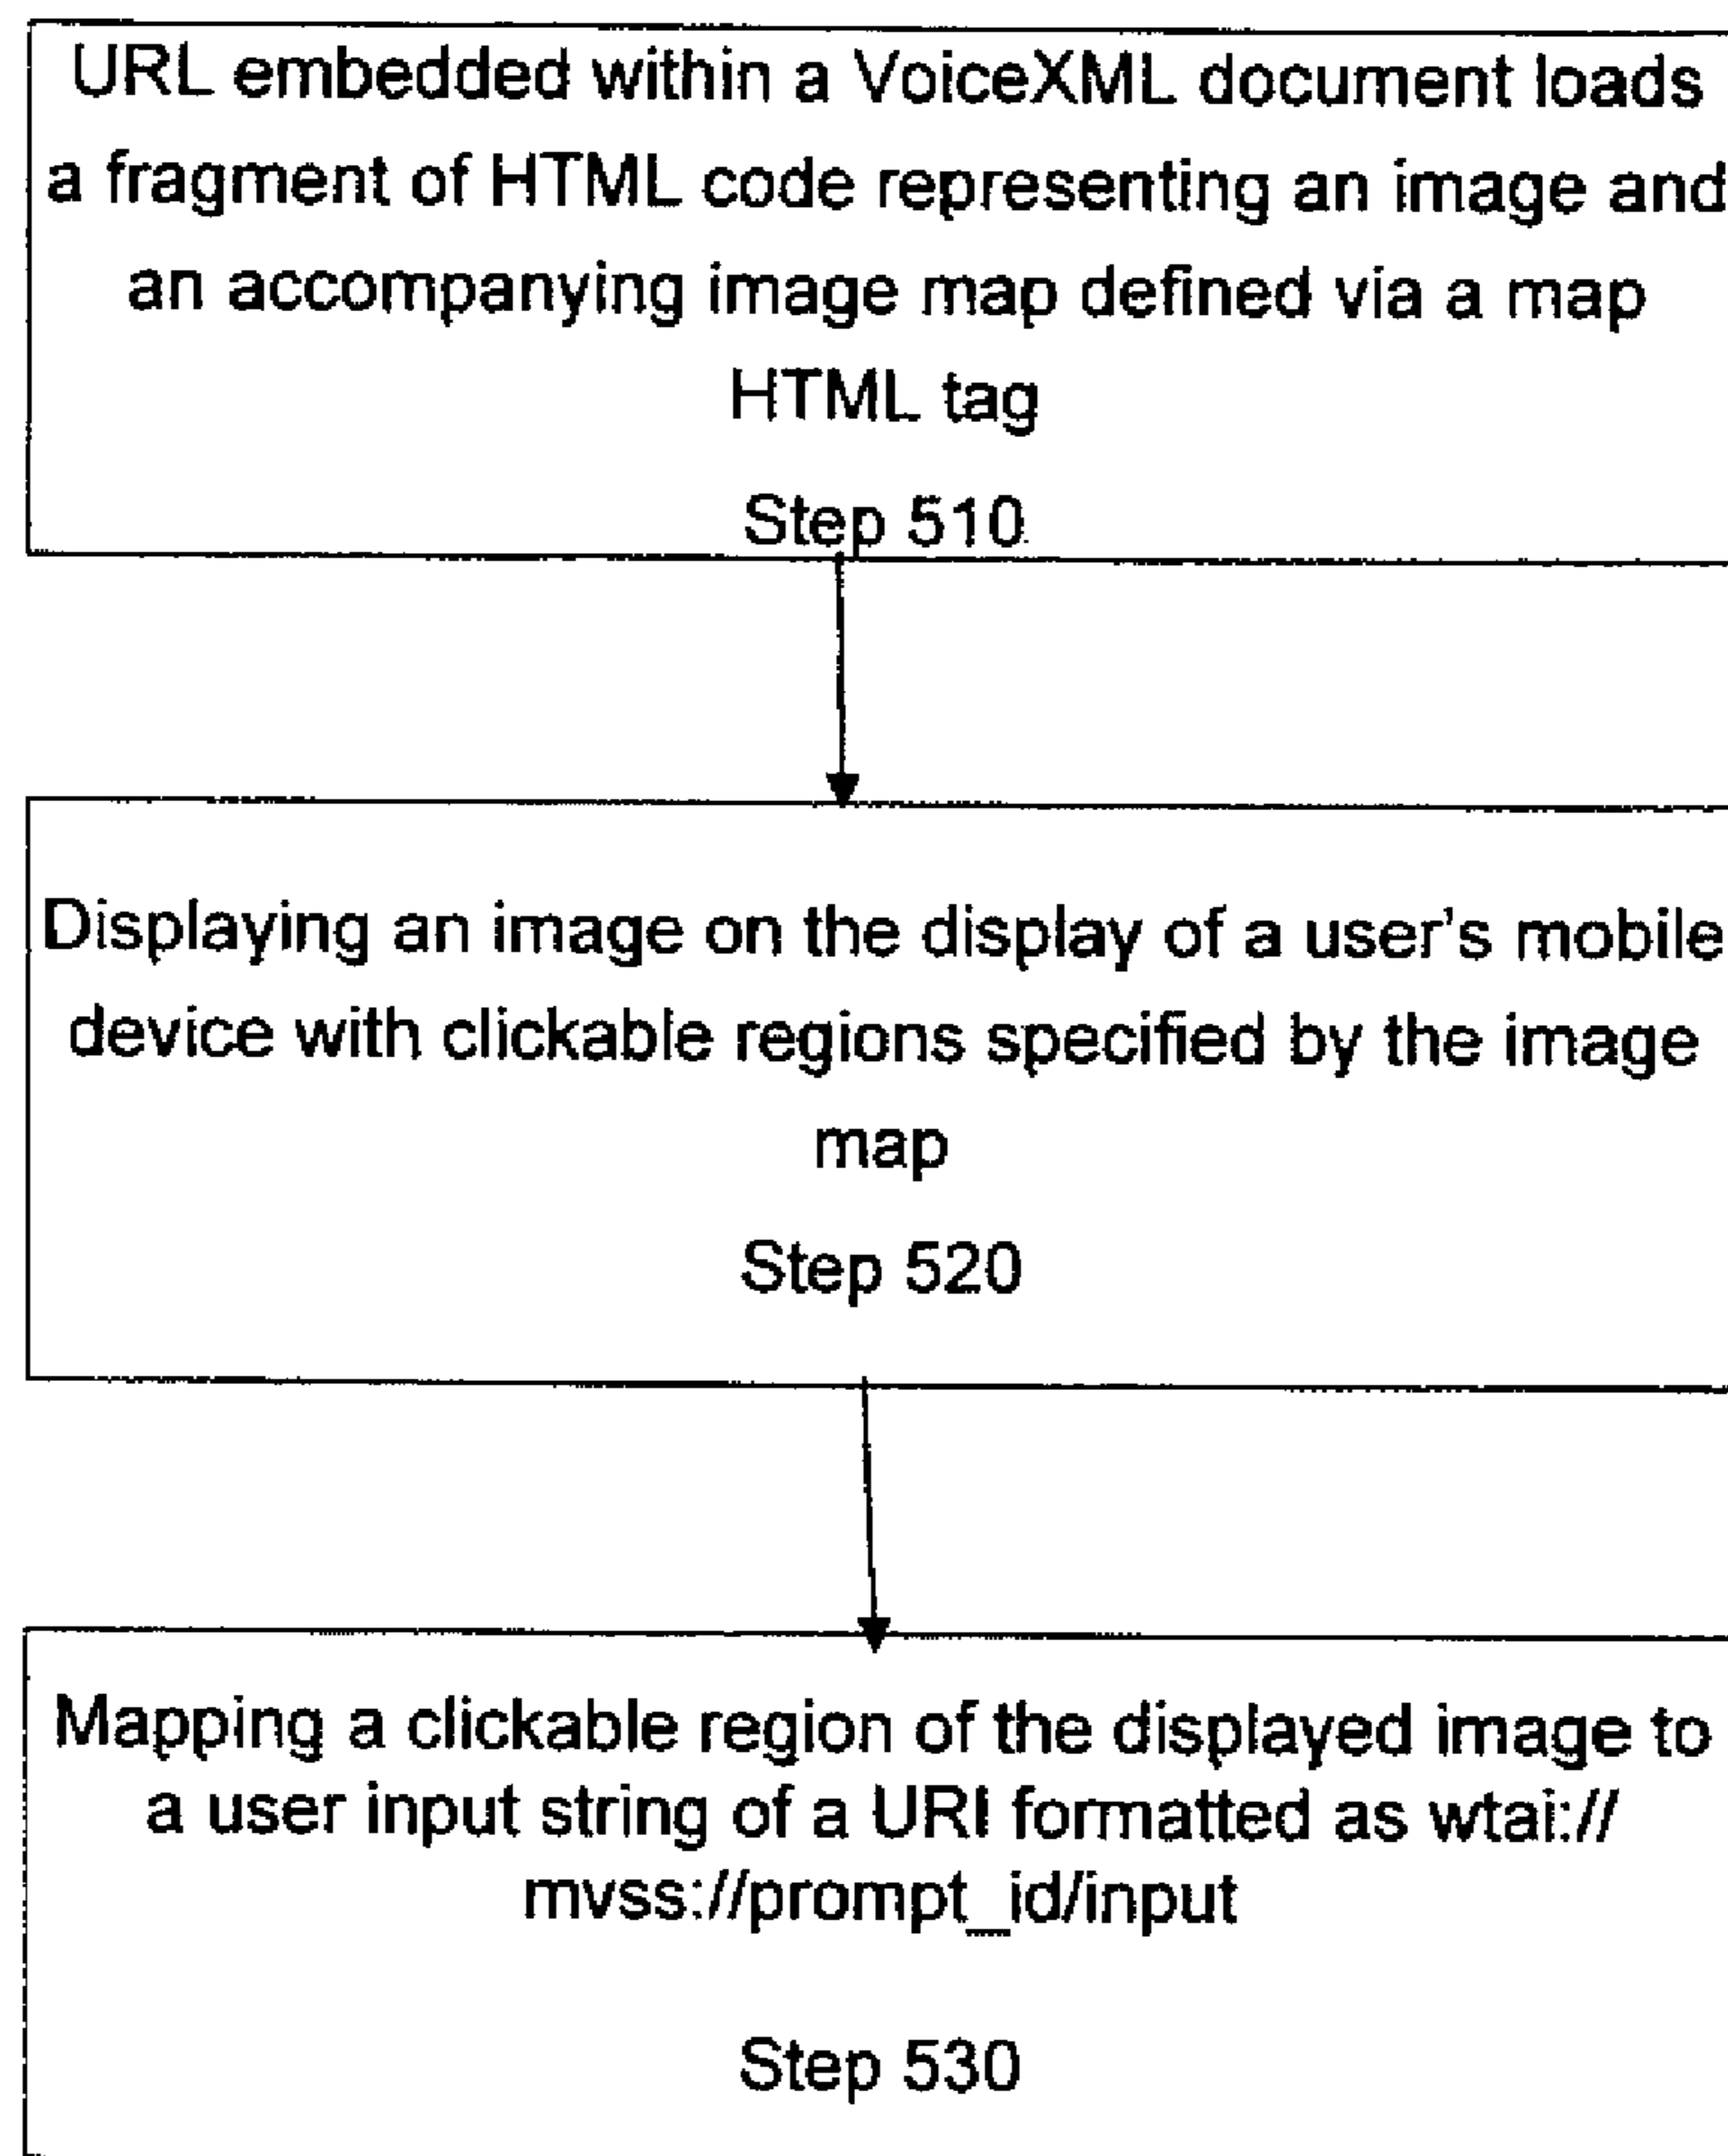 URL embedded within a VoiceXML document loads
a fragment of HTML code representing an image and
an accompanying image map defined via a map
HTML tag
Step 510
Displaying an image on the display of a user's mobile
device with clickable regions specified by the image
map
Step 520
Mapping a clickable region of the displayed image to
a user input string of a URI formatted as wtai://
mvss://prompt_id/input
Step 530